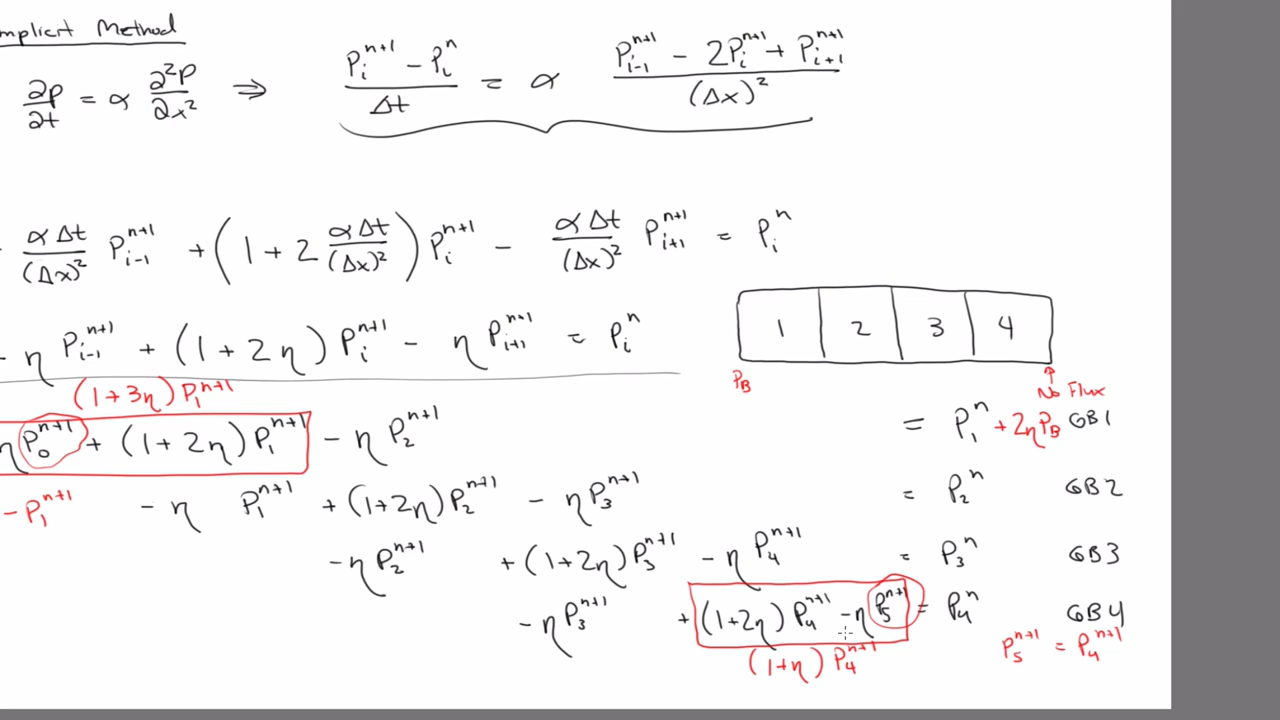 mplicit Method
∂p/∂t = α ∂²P/∂x² ⇒ (P_i^{n+1} - P_i^n)/Δt = α (P_{i-1}^{n+1} - 2P_i^{n+1} + P_{i+1}^{n+1})/(Δx)²
αΔt/(Δx)² P_{i-1}^{n+1} + (1 + 2 αΔt/(Δx)²) P_i^{n+1} - αΔt/(Δx)² P_{i+1}^{n+1} = P_i^n
1 2 3 4
- η P_{i-1}^{n+1} + (1 + 2η) P_i^{n+1} - η P_{i+1}^{n+1} = P_i^n
P_B
No Flux
(1+3η) P_1^{n+1}
η P_0^{n+1} + (1+2η) P_1^{n+1} - η P_2^{n+1} = P_1^n + 2ηP_B GB1
- P_1^{n+1} - η P_1^{n+1} + (1+2η) P_2^{n+1} - η P_3^{n+1} = P_2^n GB2
-η P_2^{n+1} + (1+2η) P_3^{n+1} - η P_4^{n+1} = P_3^n GB3
- η P_3^{n+1} + (1+2η) P_4^{n+1} - η P_5^{n+1} = P_4^n GB4
(1+η) P_4^{n+1}
P_5^{n+1} = P_4^{n+1}